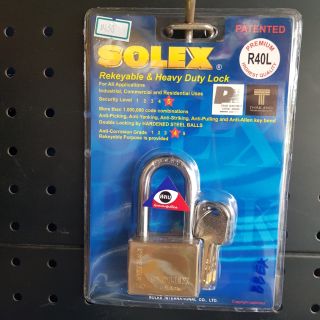 PATENTED
SOLEX
PREMIUM
R40L
HIGHEST QUALITY
Rekeyable & Heavy Duty Lock
For All Applications
Industrial, Commercial and Residential Uses
Security Level 1 2 3 4 5
More than 1,000,000 code combinations
Anti-Picking, Anti-Yanking, Anti-Striking, Anti-Pulling and Anti-Allen key bend
Double Locking by HARDENED STEEL BALLS
Anti-Corrosion Grade 1 2 3 4 5
Rekeyable Purpose is provided
THAILAND
SOLEX
SOLEX INTERNATIONAL CO., LTD.